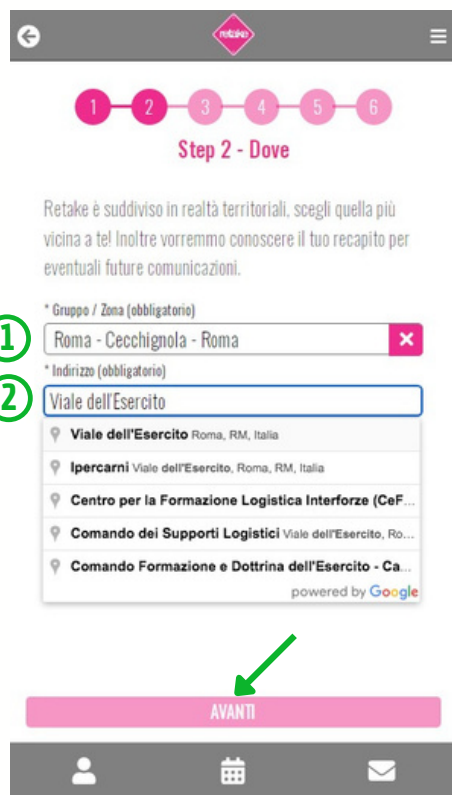 retake
1 2 3 4 5 6
Step 2 - Dove
Retake è suddiviso in realtà territoriali, scegli quella più
vicina a te! Inoltre vorremmo conoscere il tuo recapito per
eventuali future comunicazioni.
* Gruppo / Zona (obbligatorio)
1
Roma - Cecchignola - Roma
* Indirizzo (obbligatorio)
2
Viale dell'Esercito
Viale dell'Esercito Roma, RM, Italia
Ipercarni Viale dell'Esercito, Roma, RM, Italia
Centro per la Formazione Logistica Interforze (CeF...
Comando dei Supporti Logistici Viale dell'Esercito, Ro...
Comando Formazione e Dottrina dell'Esercito - Ca...
powered by Google
AVANTI